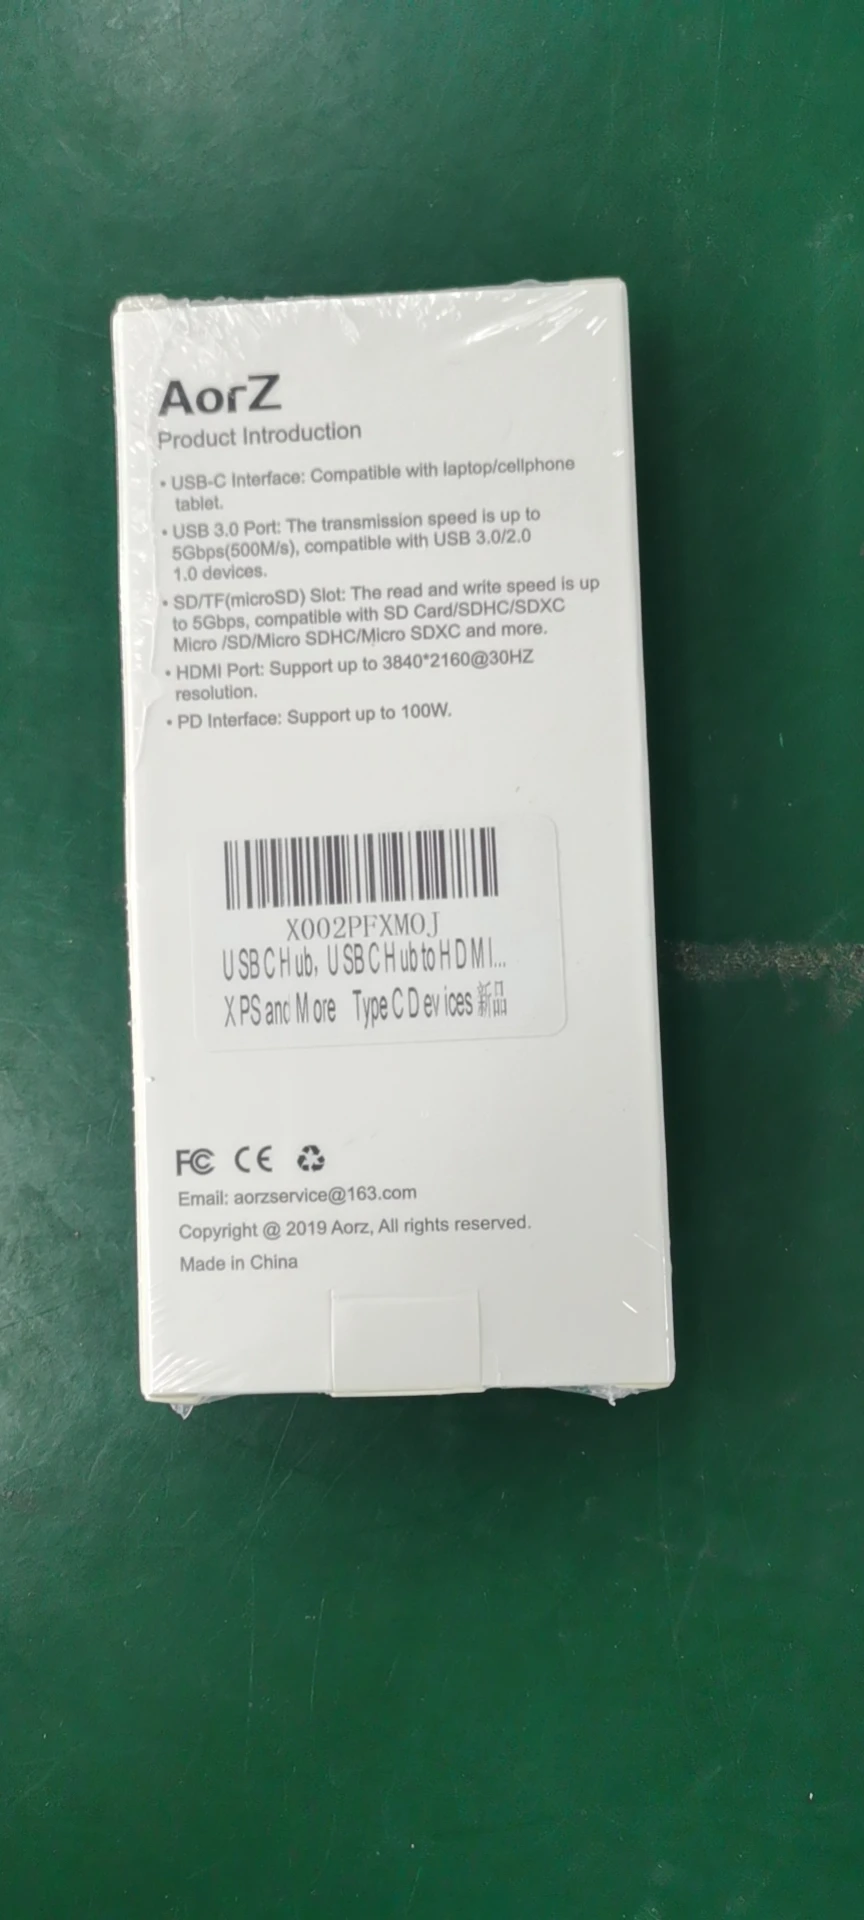 AorZ
Product Introduction
• USB-C Interface: Compatible with laptop/cellphone
tablet.
• USB 3.0 Port: The transmission speed is up to
5Gbps(500M/s), compatible with USB 3.0/2.0
1.0 devices.
• SD/TF(microSD) Slot: The read and write speed is up
to 5Gbps, compatible with SD Card/SDHC/SDXC
Micro /SD/Micro SDHC/Micro SDXC and more.
• HDMI Port: Support up to 3840*2160@30HZ
resolution.
• PD Interface: Support up to 100W.
X002PFXMOJ
USB C Hub, USB C Hub to HDMI...
XPS and More Type C Devices 新品
FC CE
Email: aorzservice@163.com
Copyright @ 2019 Aorz, All rights reserved.
Made in China